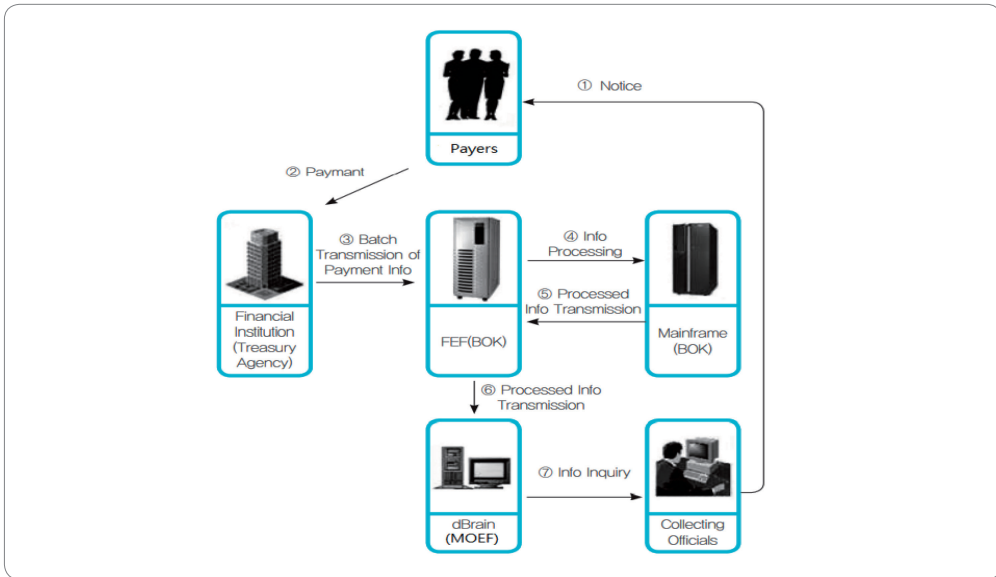 ① Notice
Payers
② Paymant
③ Batch
Transmission of
Payment Info
④ Info
Processing
⑤ Processed
Info Transmission
Financial
Institution
(Treasury
Agency)
FEF(BOK)
Mainframe
(BOK)
⑥ Processed Info
Transmission
⑦ Info Inquiry
dBrain
(MOEF)
Collecting
Officials